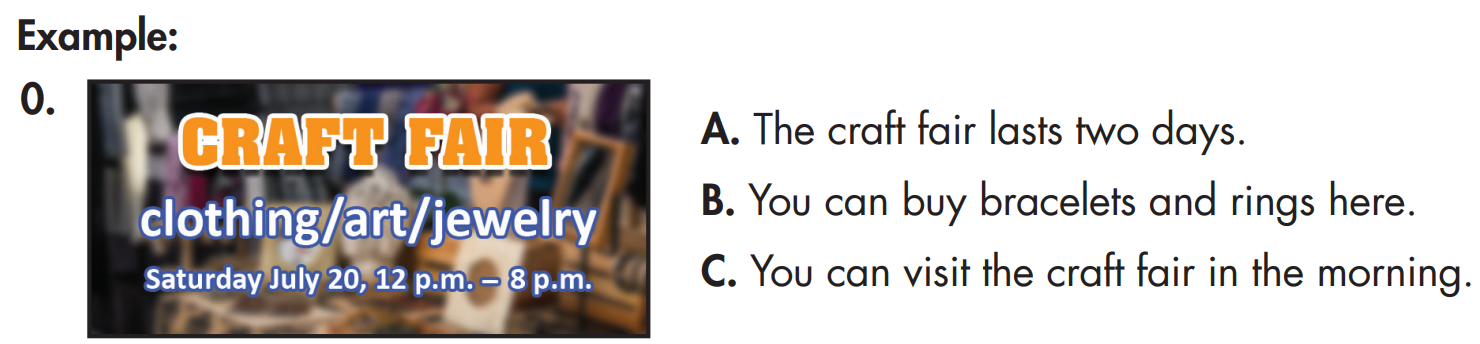 Example:
0.
CRAFT FAIR
clothing/art/jewelry
Saturday July 20, 12 p.m. – 8 p.m.
A. The craft fair lasts two days.
B. You can buy bracelets and rings here.
C. You can visit the craft fair in the morning.